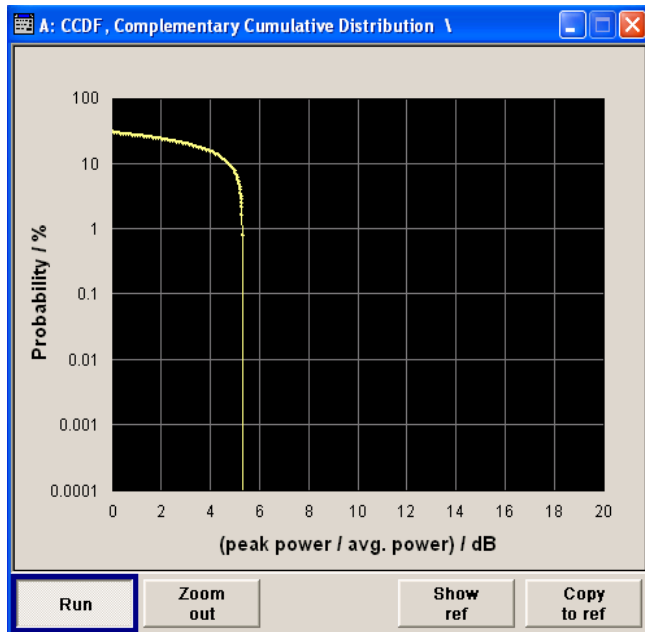 A: CCDF, Complementary Cumulative Distribution \
100
10
1
0.1
0.01
0.001
0.0001
Probability / %
0 2 4 6 8 10 12 14 16 18 20
(peak power / avg. power) / dB
Run
Zoom
out
Show
ref
Copy
to ref